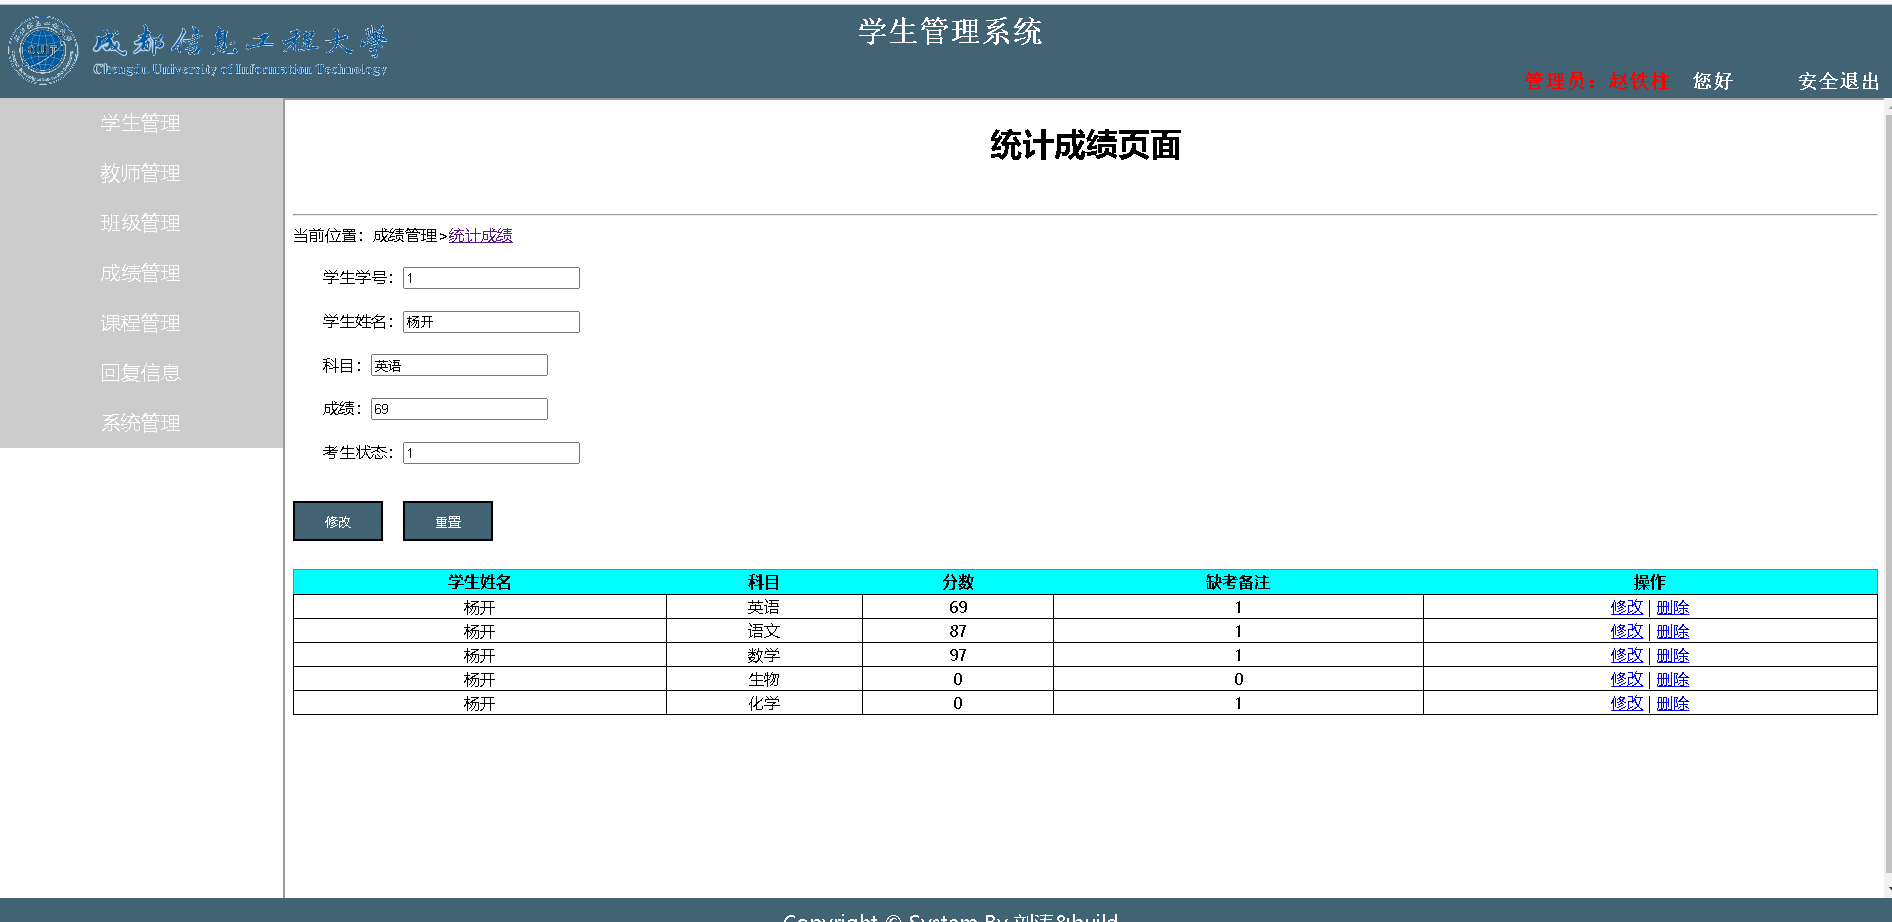 CUIT
成都信息工程大学
Chengdu University of Information Technology
学生管理系统
管理员：赵铁柱 您好 安全退出
学生管理
教师管理
班级管理
成绩管理
课程管理
回复信息
系统管理
统计成绩页面
当前位置：成绩管理>统计成绩
学生学号：1
学生姓名：杨开
科目：英语
成绩：69
考生状态：1
修改 重置
学生姓名 科目 分数 缺考备注 操作
杨开 英语 69 1 修改 | 删除
杨开 语文 87 1 修改 | 删除
杨开 数学 97 1 修改 | 删除
杨开 生物 0 0 修改 | 删除
杨开 化学 0 1 修改 | 删除
Copyright © System By 刘涛&build